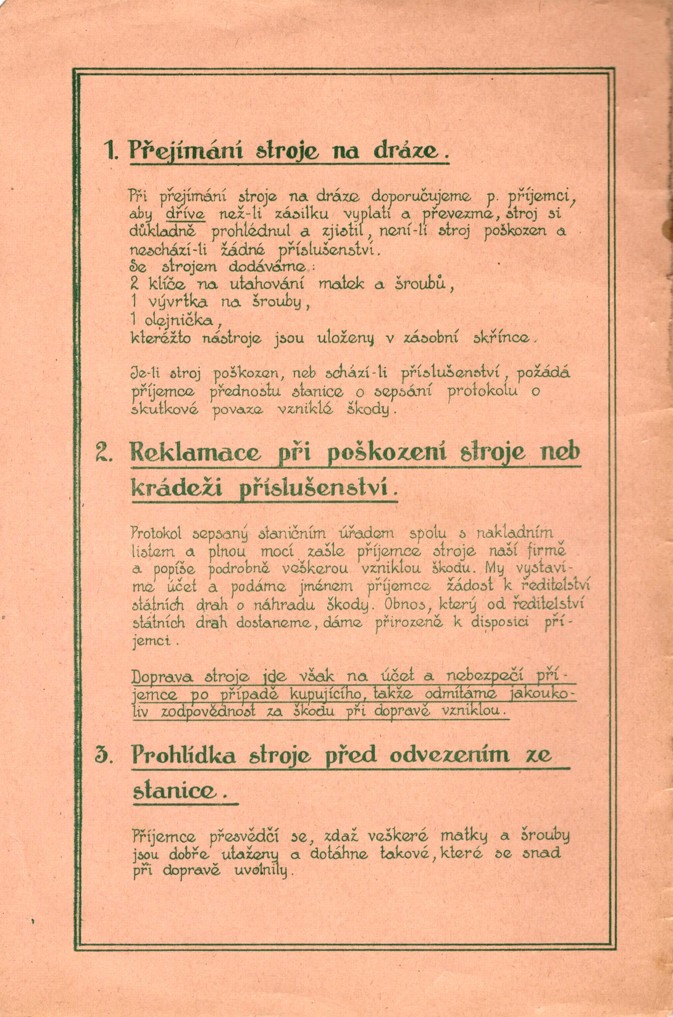 1. Přejímání stroje na dráze.
Při přejímání stroje na dráze doporučujeme p. příjemci,
aby dříve než-li zásilku vyplatí a převezme, stroj si
důkladně prohlédnul a zjistil, není-li stroj poškozen a
neschází-li žádné příslušenství.
Se strojem dodáváme:
2 klíče na utahování matek a šroubů,
1 vývrtka na šrouby,
1 olejnička,
kteréžto nástroje jsou uloženy v zásobní skřínce.
Je-li stroj poškozen, neb schází-li příslušenství, požádá
příjemce přednostu stanice o sepsání protokolu o
skutkové povaze vzniklé škody.
2. Reklamace při poškození stroje neb
krádeži příslušenství.
Protokol sepsaný staničním úřadem spolu s nakladním
listem a plnou mocí zašle příjemce stroje naší firmě
a popíše podrobně veškerou vzniklou škodu. My vystaví-
me účet a podáme jménem příjemce žádost k ředitelství
státních drah o náhradu škody. Obnos, který od ředitelství
státních drah dostaneme, dáme přirozeně k disposici pří-
jemci.
Doprava stroje jde však na účet a nebezpečí pří-
jemce po případě kupujícího, takže odmítáme jakouko-
liv zodpovědnost za škodu při dopravě vzniklou.
3. Prohlídka stroje před odvezením ze
stanice.
Příjemce přesvědčí se, zdaž veškeré matky a šrouby
jsou dobře utaženy a dotáhne takové, které se snad
při dopravě uvolnily.